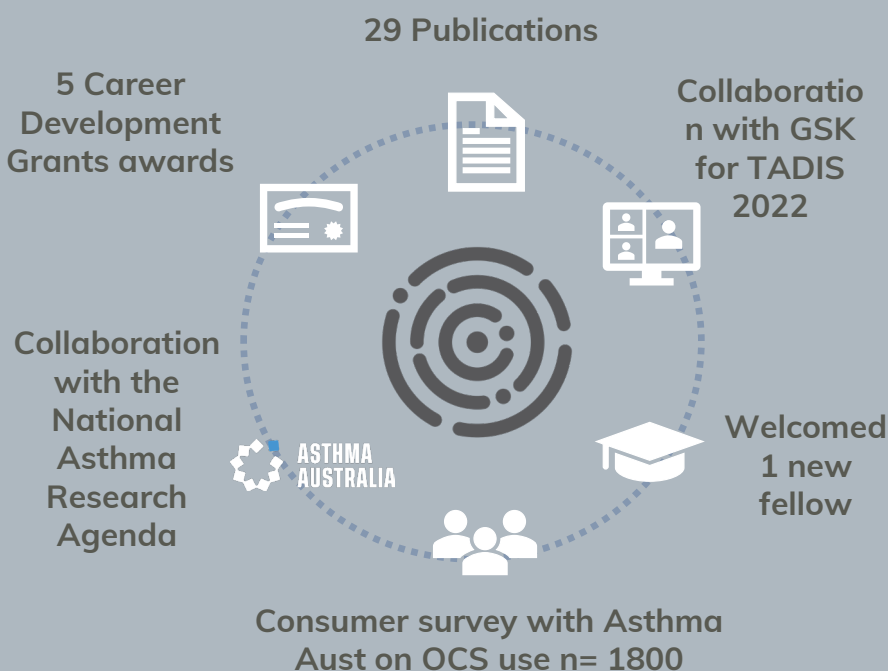 29 Publications
5 Career
Development
Grants awards
Collaboratio
n with GSK
for TADIS
2022
Collaboration
with the
National
Asthma
Research
Agenda
ASTHMA
AUSTRALIA
Welcomed
1 new
fellow
Consumer survey with Asthma
Aust on OCS use n= 1800